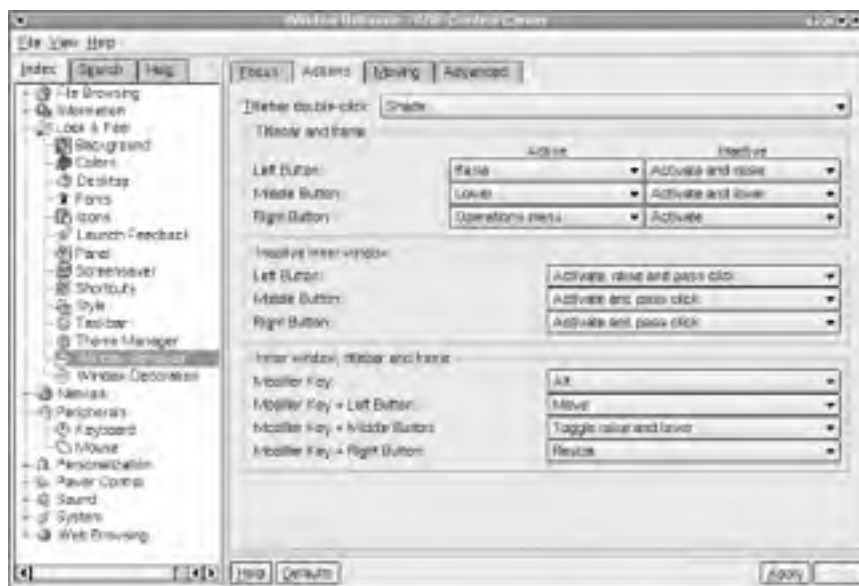 Window Behavior - KDE Control Center
File View Help
Index Search Help
File Browsing
Information
Look & Feel
Background
Colors
Desktop
Fonts
Icons
Launch Feedback
Panel
Screensaver
Shortcuts
Style
Taskbar
Theme Manager
Window Decoration
Network
Peripherals
Keyboard
Mouse
Personalization
Power Control
Sound
System
Web Browsing
Focus Actions Moving Advanced
Titlebar double-click: Shade
Titlebar and frame
Active Inactive
Left Button: Raise Activate and raise
Middle Button: Lower Activate and lower
Right Button: Operations menu Activate
Inactive inner window
Left Button: Activate, raise and pass click
Middle Button: Activate and pass click
Right Button: Activate and pass click
Inner window, titlebar and frame
Modifier Key: Alt
Modifier Key + Left Button: Move
Modifier Key + Middle Button: Toggle raise and lower
Modifier Key + Right Button: Resize
Help Defaults Apply